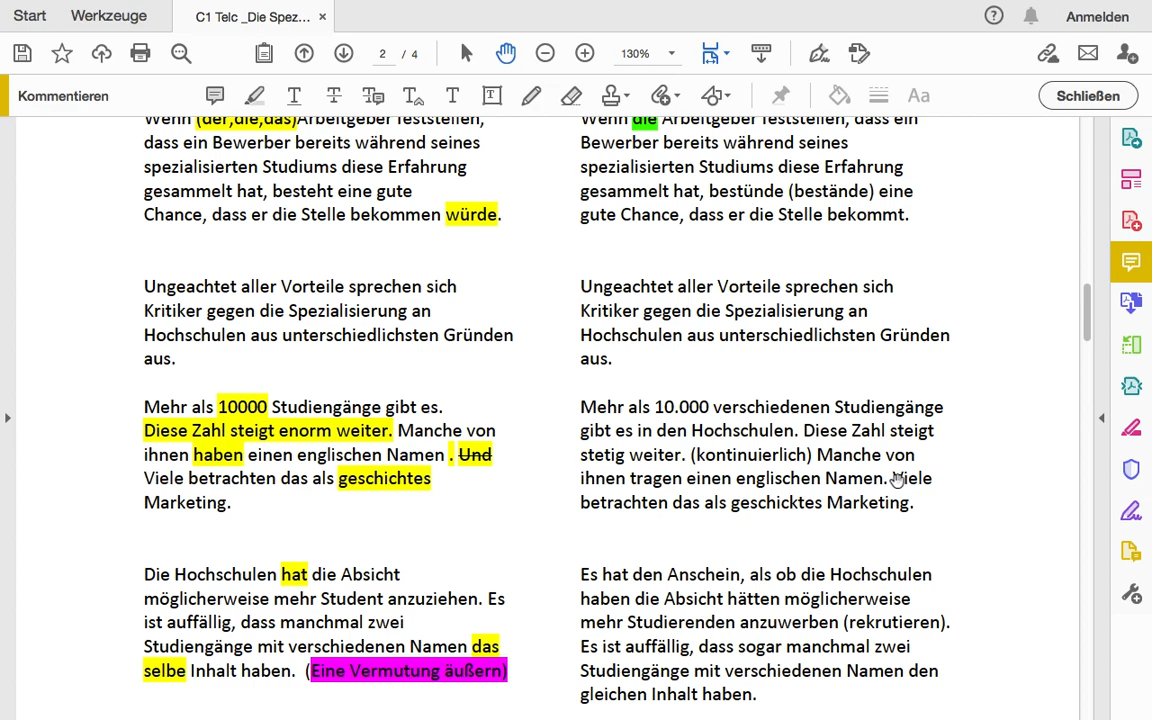 Start Werkzeuge C1 Telc _Die Spez... × Anmelden
2 / 4 130%
Kommentieren Aa Schließen
Wenn (der,die,das)Arbeitgeber feststellen,
dass ein Bewerber bereits während seines
spezialisierten Studiums diese Erfahrung
gesammelt hat, besteht eine gute
Chance, dass er die Stelle bekommen würde.
Ungeachtet aller Vorteile sprechen sich
Kritiker gegen die Spezialisierung an
Hochschulen aus unterschiedlichsten Gründen
aus.
Mehr als 10000 Studiengänge gibt es.
Diese Zahl steigt enorm weiter. Manche von
ihnen haben einen englischen Namen . Und
Viele betrachten das als geschichtes
Marketing.
Die Hochschulen hat die Absicht
möglicherweise mehr Student anzuziehen. Es
ist auffällig, dass manchmal zwei
Studiengänge mit verschiedenen Namen das
selbe Inhalt haben. (Eine Vermutung äußern)
Wenn die Arbeitgeber feststellen, dass ein
Bewerber bereits während seines
spezialisierten Studiums diese Erfahrung
gesammelt hat, bestünde (bestände) eine
gute Chance, dass er die Stelle bekommt.
Ungeachtet aller Vorteile sprechen sich
Kritiker gegen die Spezialisierung an
Hochschulen aus unterschiedlichsten Gründen
aus.
Mehr als 10.000 verschiedenen Studiengänge
gibt es in den Hochschulen. Diese Zahl steigt
stetig weiter. (kontinuierlich) Manche von
ihnen tragen einen englischen Namen. Viele
betrachten das als geschicktes Marketing.
Es hat den Anschein, als ob die Hochschulen
haben die Absicht hätten möglicherweise
mehr Studierenden anzuwerben (rekrutieren).
Es ist auffällig, dass sogar manchmal zwei
Studiengänge mit verschiedenen Namen den
gleichen Inhalt haben.